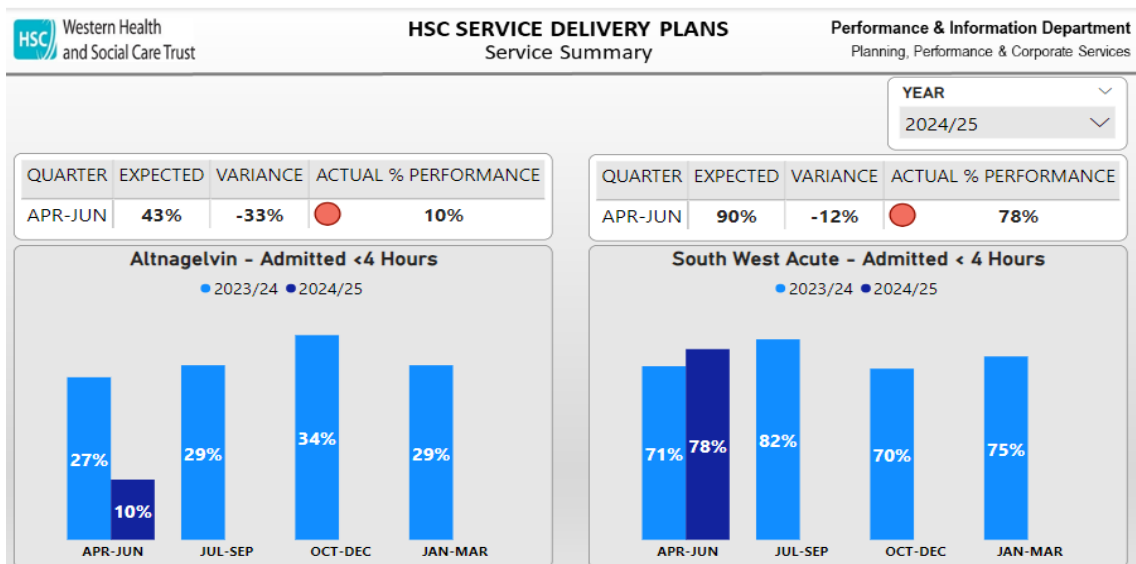 HSC Western Health and Social Care Trust
HSC SERVICE DELIVERY PLANS
Service Summary
Performance & Information Department
Planning, Performance & Corporate Services
YEAR
2024/25
QUARTER EXPECTED VARIANCE ACTUAL % PERFORMANCE
APR-JUN 43% -33% 10%
Altnagelvin - Admitted <4 Hours
2023/24 2024/25
27% 10% 29% 34% 29%
APR-JUN JUL-SEP OCT-DEC JAN-MAR
QUARTER EXPECTED VARIANCE ACTUAL % PERFORMANCE
APR-JUN 90% -12% 78%
South West Acute - Admitted < 4 Hours
2023/24 2024/25
71% 78% 82% 70% 75%
APR-JUN JUL-SEP OCT-DEC JAN-MAR